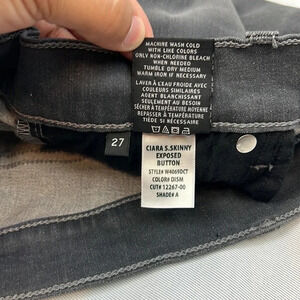 MACHINE WASH COLD
WITH LIKE COLORS
ONLY NON-CHLORINE BLEACH
WHEN NEEDED
TUMBLE DRY MEDIUM
WARM IRON IF NECESSARY
LAVER À L'EAU FROIDE AVEC
COULEURS SIMILAIRES
AGENT BLANCHISSANT
SEULEMENT AU BESOIN
SÉCHER À TEMPÉRATURE
MOYENNE
REPASSER À TEMPÉRATURE
TIÈDE SI NÉCESSAIRE
27
CIARA S.SKINNY
EXPOSED
BUTTON
STYLE# W4069DCT
COLOR# DISM
CUT# 12267-00
SHADE# A